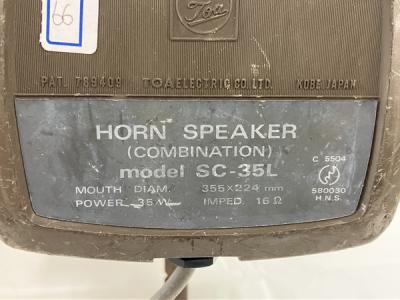 66
Toa
PAT. 789409 TOA ELECTRIC CO. LTD. KOBE JAPAN
HORN SPEAKER
(COMBINATION)
model SC-35L
MOUTH DIAM. 355×224 mm
POWER 35W IMPED. 16Ω
C 5504
580030
H.N.S.